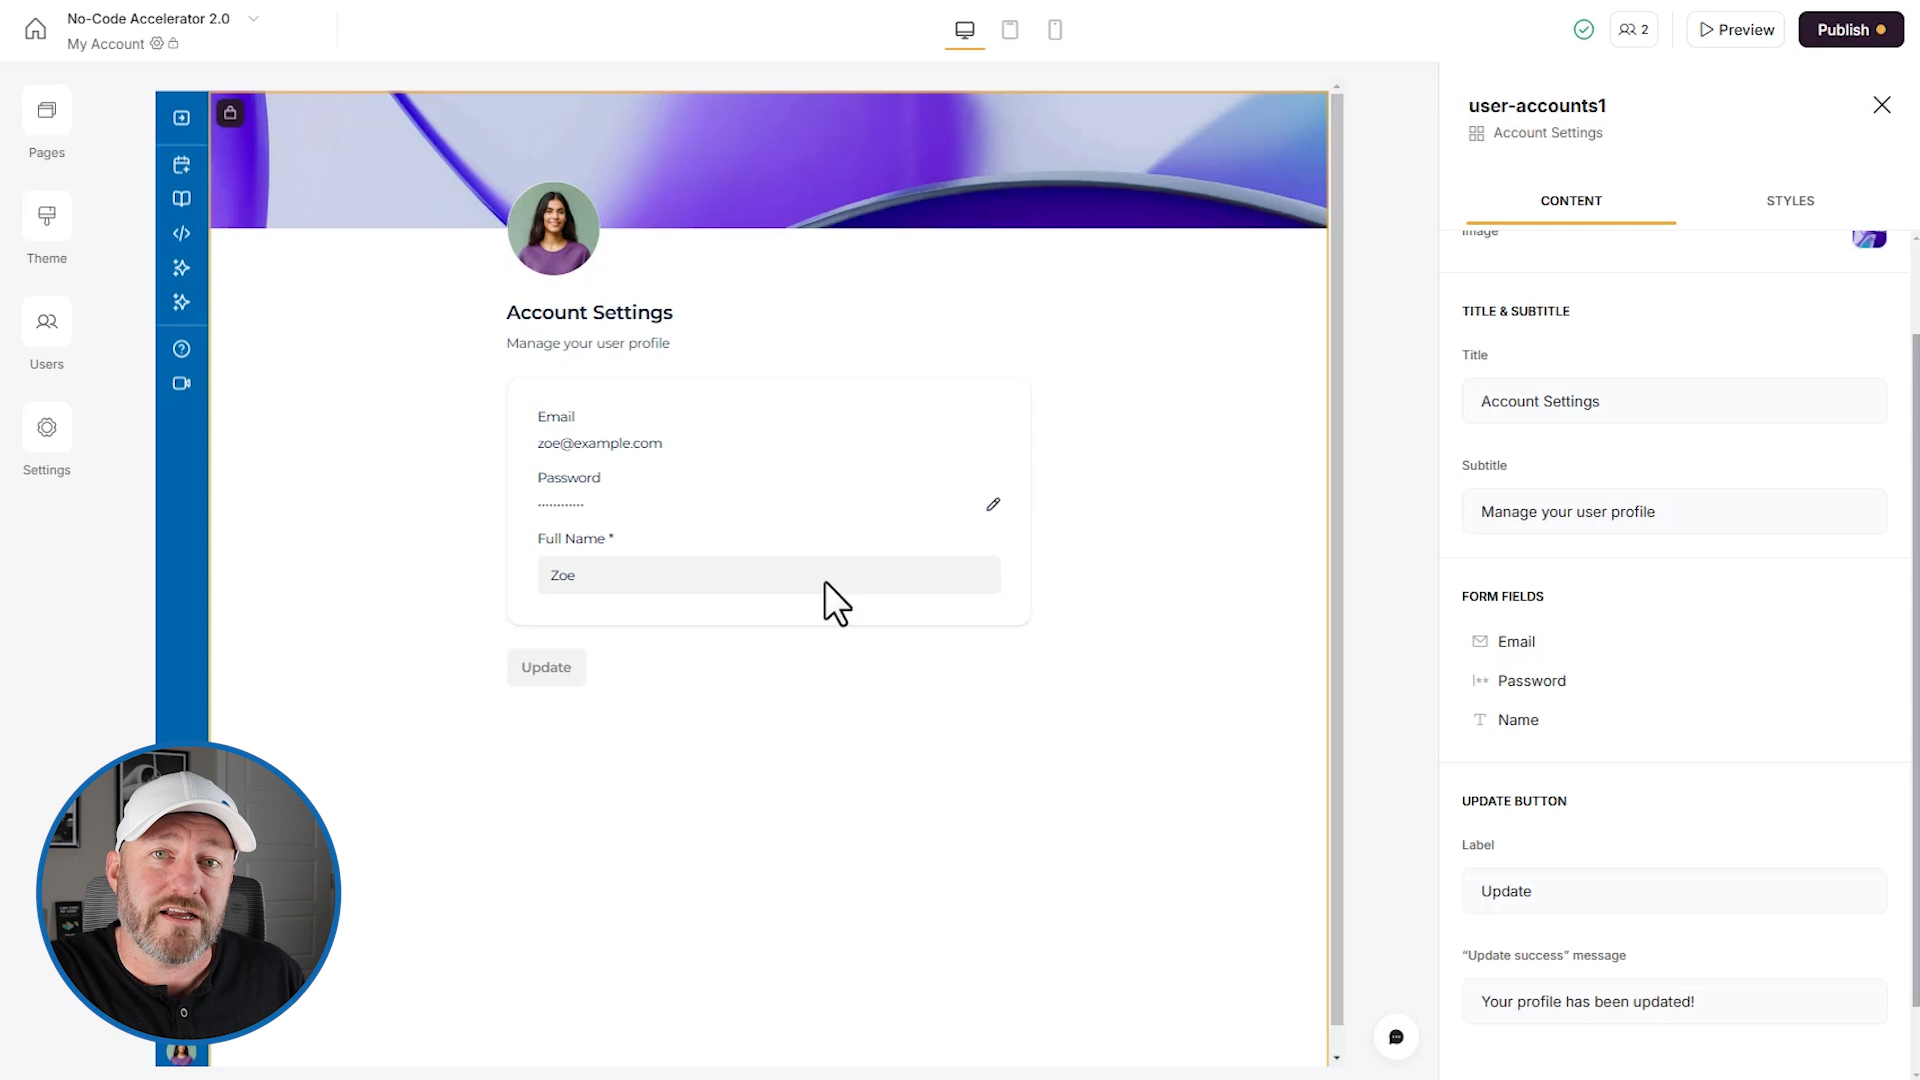 No-Code Accelerator 2.0
My Account
2
Preview
Publish
Pages
Theme
Users
Settings
Account Settings
Manage your user profile
Email
zoe@example.com
Password
············
Full Name *
Zoe
Update
user-accounts1
Account Settings
CONTENT
STYLES
Image
TITLE & SUBTITLE
Title
Account Settings
Subtitle
Manage your user profile
FORM FIELDS
Email
Password
Name
UPDATE BUTTON
Label
Update
“Update success” message
Your profile has been updated!